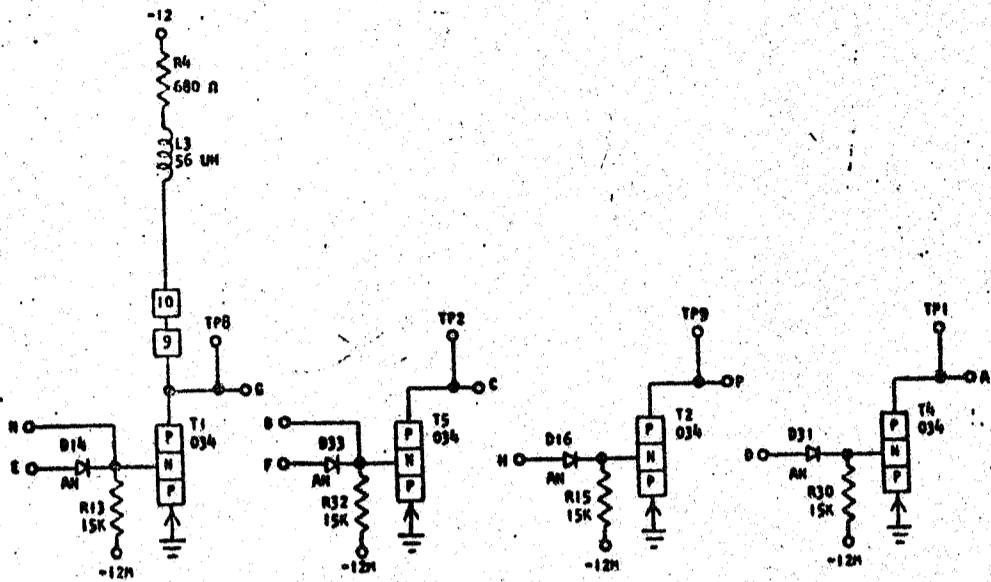 -12
R4
680 Ω
L3
56 UH
10
9
TP8
G
T1
034
P
N
P
N
E
D14
AN
R13
15K
-12M
TP2
C
T5
034
P
N
P
B
F
D33
AN
R32
15K
-12M
TP9
P
T2
034
P
N
P
H
D16
AN
R15
15K
-12M
TP1
A
T4
034
P
N
P
D
D31
AN
R30
15K
-12M